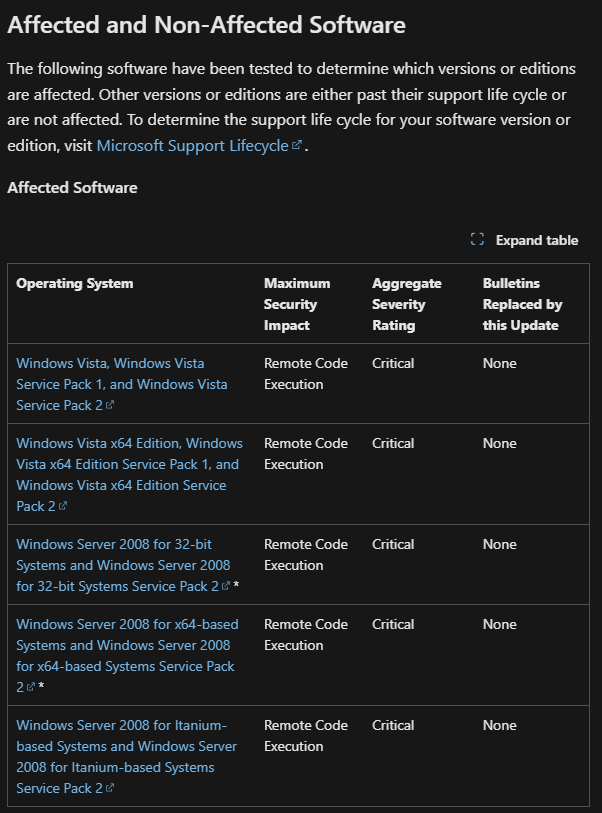 Affected and Non-Affected Software
The following software have been tested to determine which versions or editions
are affected. Other versions or editions are either past their support life cycle or
are not affected. To determine the support life cycle for your software version or
edition, visit Microsoft Support Lifecycle.
Affected Software
Expand table
Operating System
Maximum
Security
Impact
Aggregate
Severity
Rating
Bulletins
Replaced by
this Update
Windows Vista, Windows Vista
Service Pack 1, and Windows Vista
Service Pack 2
Remote Code
Execution
Critical
None
Windows Vista x64 Edition, Windows
Vista x64 Edition Service Pack 1, and
Windows Vista x64 Edition Service
Pack 2
Remote Code
Execution
Critical
None
Windows Server 2008 for 32-bit
Systems and Windows Server 2008
for 32-bit Systems Service Pack 2 *
Remote Code
Execution
Critical
None
Windows Server 2008 for x64-based
Systems and Windows Server 2008
for x64-based Systems Service Pack
2 *
Remote Code
Execution
Critical
None
Windows Server 2008 for Itanium-
based Systems and Windows Server
2008 for Itanium-based Systems
Service Pack 2
Remote Code
Execution
Critical
None